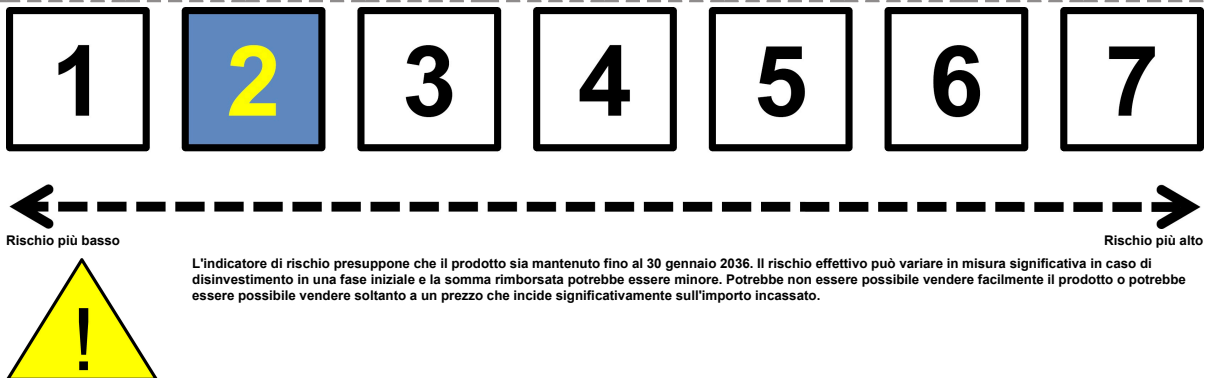 1 2 3 4 5 6 7
Rischio più basso Rischio più alto
L'indicatore di rischio presuppone che il prodotto sia mantenuto fino al 30 gennaio 2036. Il rischio effettivo può variare in misura significativa in caso di
disinvestimento in una fase iniziale e la somma rimborsata potrebbe essere minore. Potrebbe non essere possibile vendere facilmente il prodotto o potrebbe
essere possibile vendere soltanto a un prezzo che incide significativamente sull'importo incassato.
!